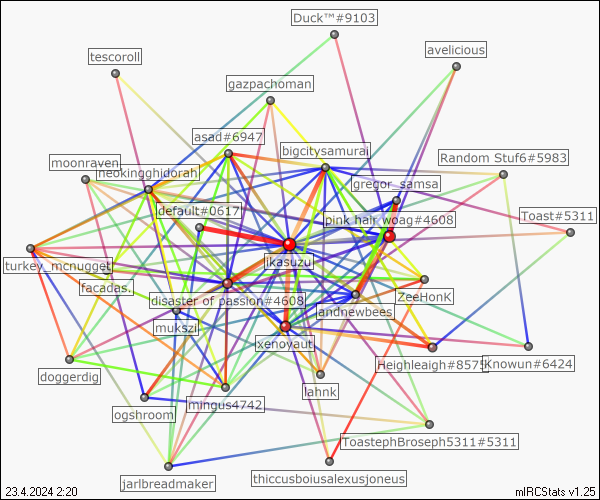 Duck™#9103
avelicious
tescoroll
gazpachoman
asad#6947
bigcitysamurai
moonraven
neokingghidorah
Random Stuf6#5983
gregor_samsa
default#0617
pink hair woag#4608
Toast#5311
jkasuzu
turkey_mcnugget
facadas.
disaster of passion#4608
ZeeHonK
landnewbees
mukszi
xenoyaut
doggerdig
Heighleaigh#8575
Knowun#6424
lahnk
ogshroom
mingus4742
ToastephBroseph5311#5311
jarlbreadmaker
thiccusboiusalexusjoneus
23.4.2024 2:20
mIRCStats v1.25